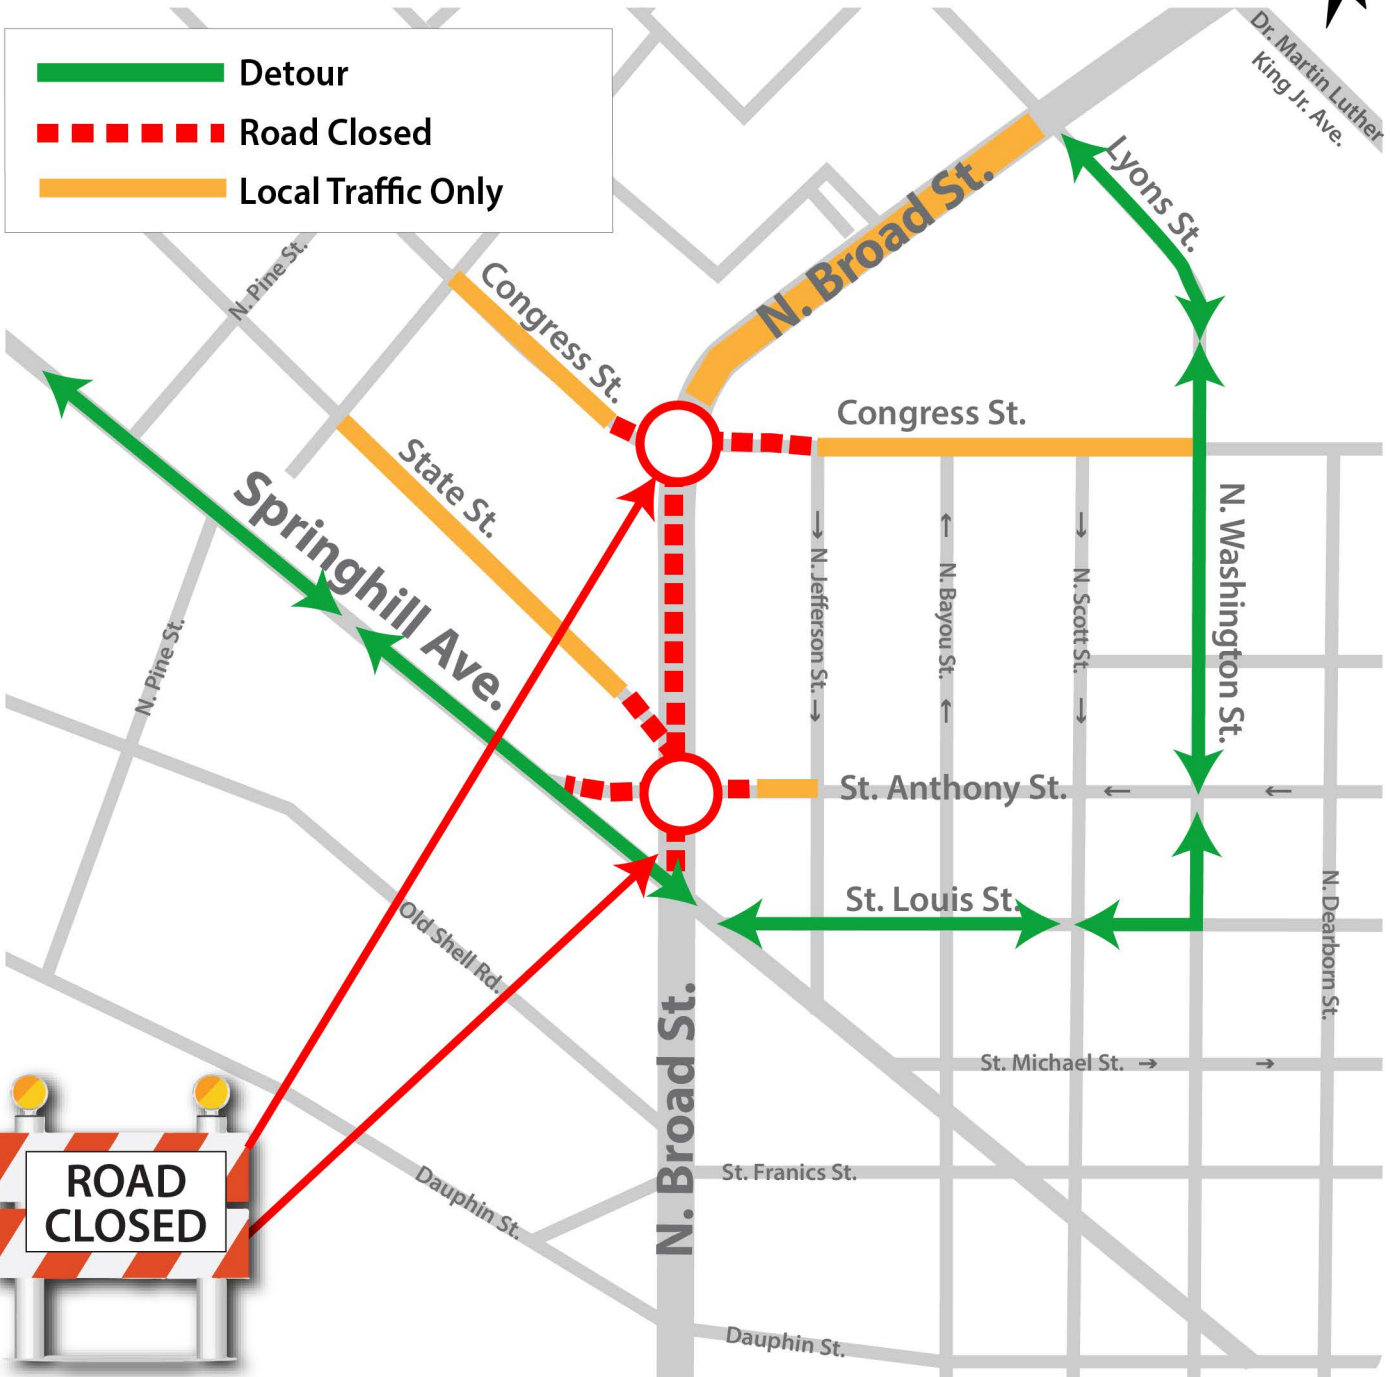 Detour
Road Closed
Local Traffic Only
Dr. Martin Luther
King Jr. Ave.
Lyons St.
N. Broad St.
N. Pine St.
Congress St.
Congress St.
State St.
Springhill Ave.
N. Washington St.
N. Jefferson St.
N. Bayou St.
N. Scott St.
N. Pine St.
St. Anthony St.
St. Louis St.
N. Dearborn St.
Old Shell Rd.
N. Broad St.
St. Michael St.
St. Franics St.
Dauphin St.
Dauphin St.
ROAD
CLOSED